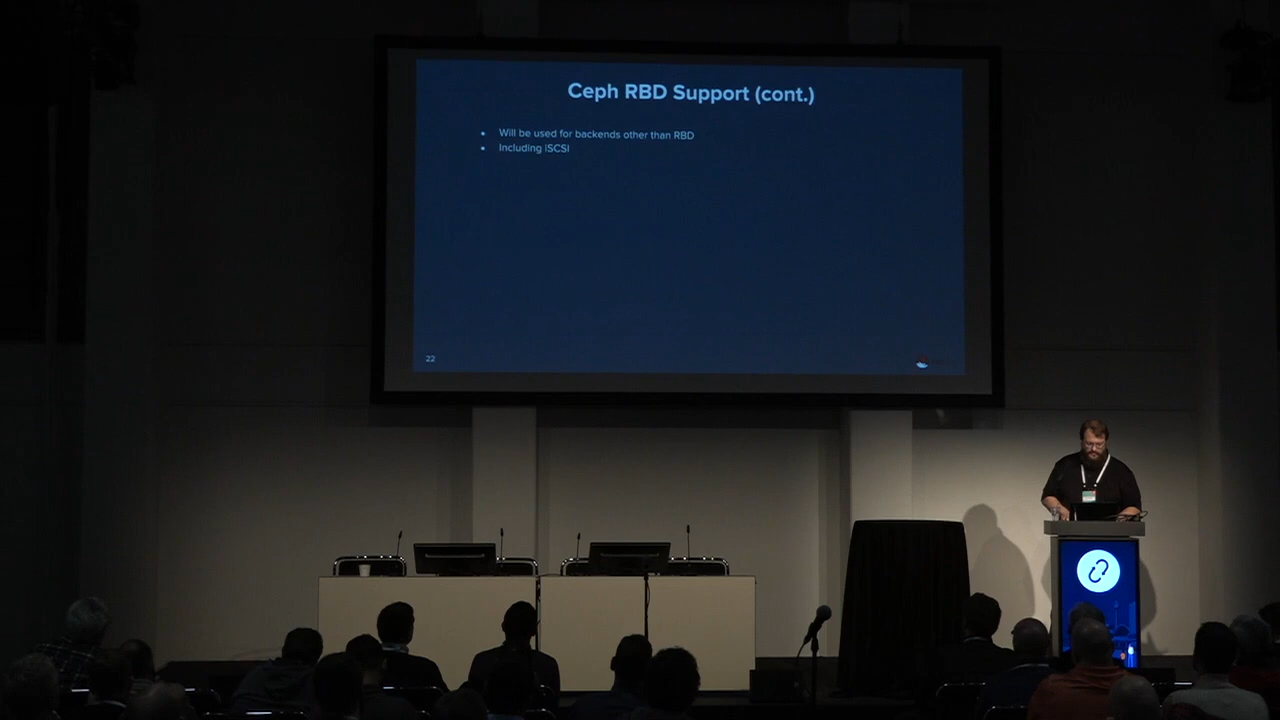 Ceph RBD Support (cont.)
• Will be used for backends other than RBD
• Including iSCSI
22